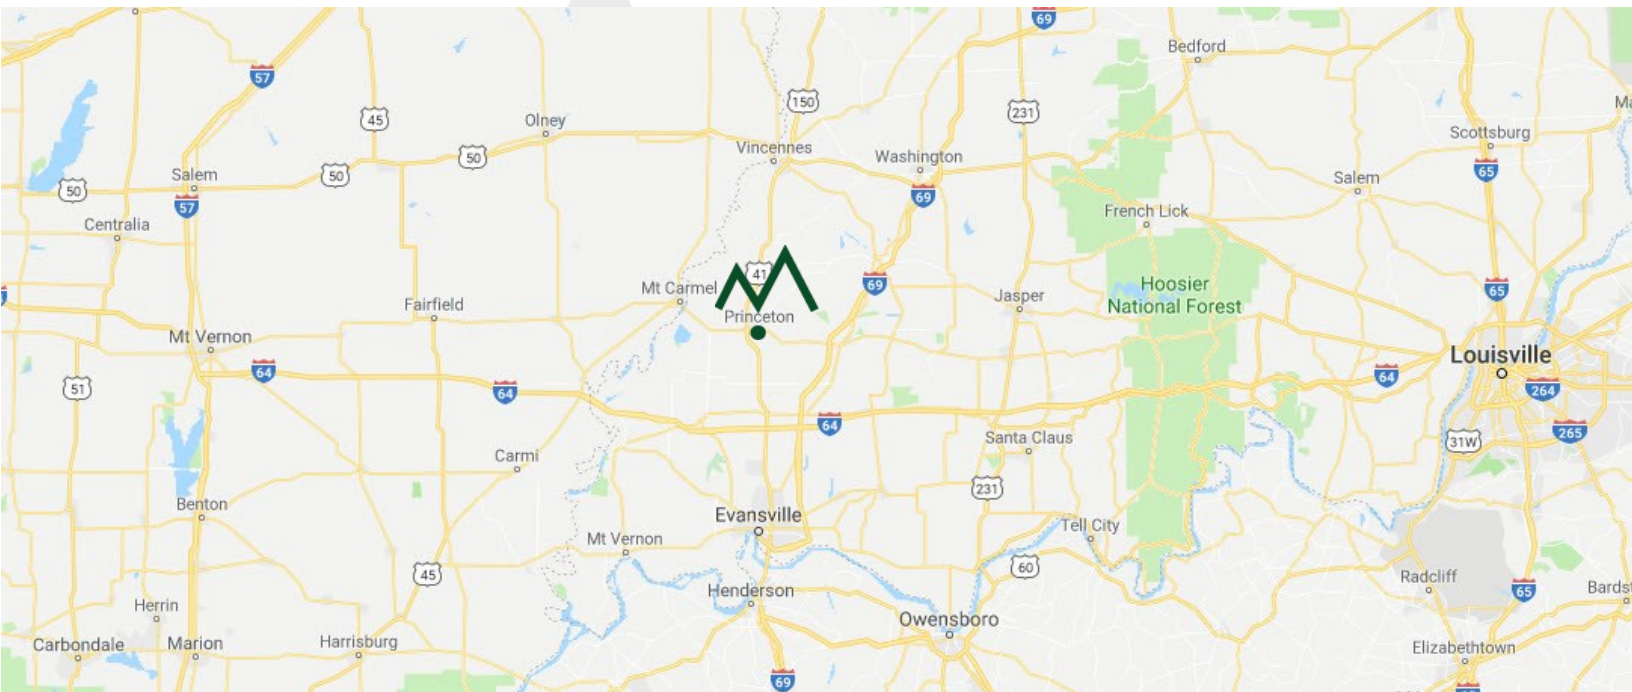 69
Bedford
57
150
231
45
Olney
Scottsburg
Vincennes
50
Washington
65
50
Salem
50
69
Salem
57
French Lick
Centralia
41
69
Hoosier
National Forest
65
Mt Carmel
Jasper
Fairfield
Princeton
Mt Vernon
Louisville
64
64
64
264
51
64
265
Santa Claus
31W
Carmi
231
Benton
Evansville
Tell City
Mt Vernon
60
45
Radcliff
Henderson
65
Herrin
Owensboro
Carbondale
Marion
Harrisburg
Elizabethtown
69